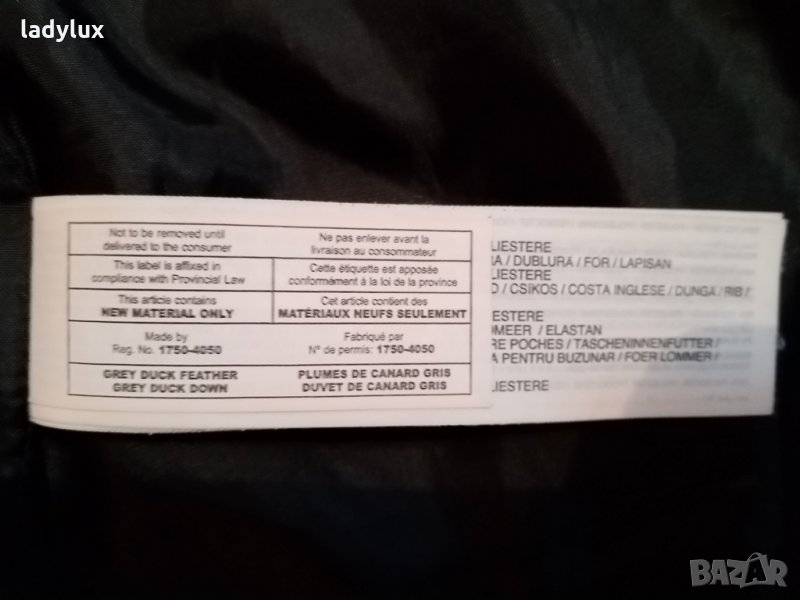 ladylux
Not to be removed until
delivered to the consumer
Ne pas enlever avant la
livraison au consommateur
This label is affixed in
compliance with Provincial Law
Cette étiquette est apposée
conformément à la loi de la province
This article contains
NEW MATERIAL ONLY
Cet article contient des
MATÉRIAUX NEUFS SEULEMENT
Made by
Reg. No. 1750-4050
Fabriqué par
N° de permis: 1750-4050
GREY DUCK FEATHER
GREY DUCK DOWN
PLUMES DE CANARD GRIS
DUVET DE CANARD GRIS
LIESTERE
/ DUBLURA / FOR / LAPISAN
LIESTERE
/ CSIKOS / COSTA INGLESE / DUNGA / RIB /
IESTERE
OMEER / ELASTAN
RE POCHES / TASCHENINNENFUTTER /
A PENTRU BUZUNAR / FOER LOMMER /
LIESTERE
BAZAR